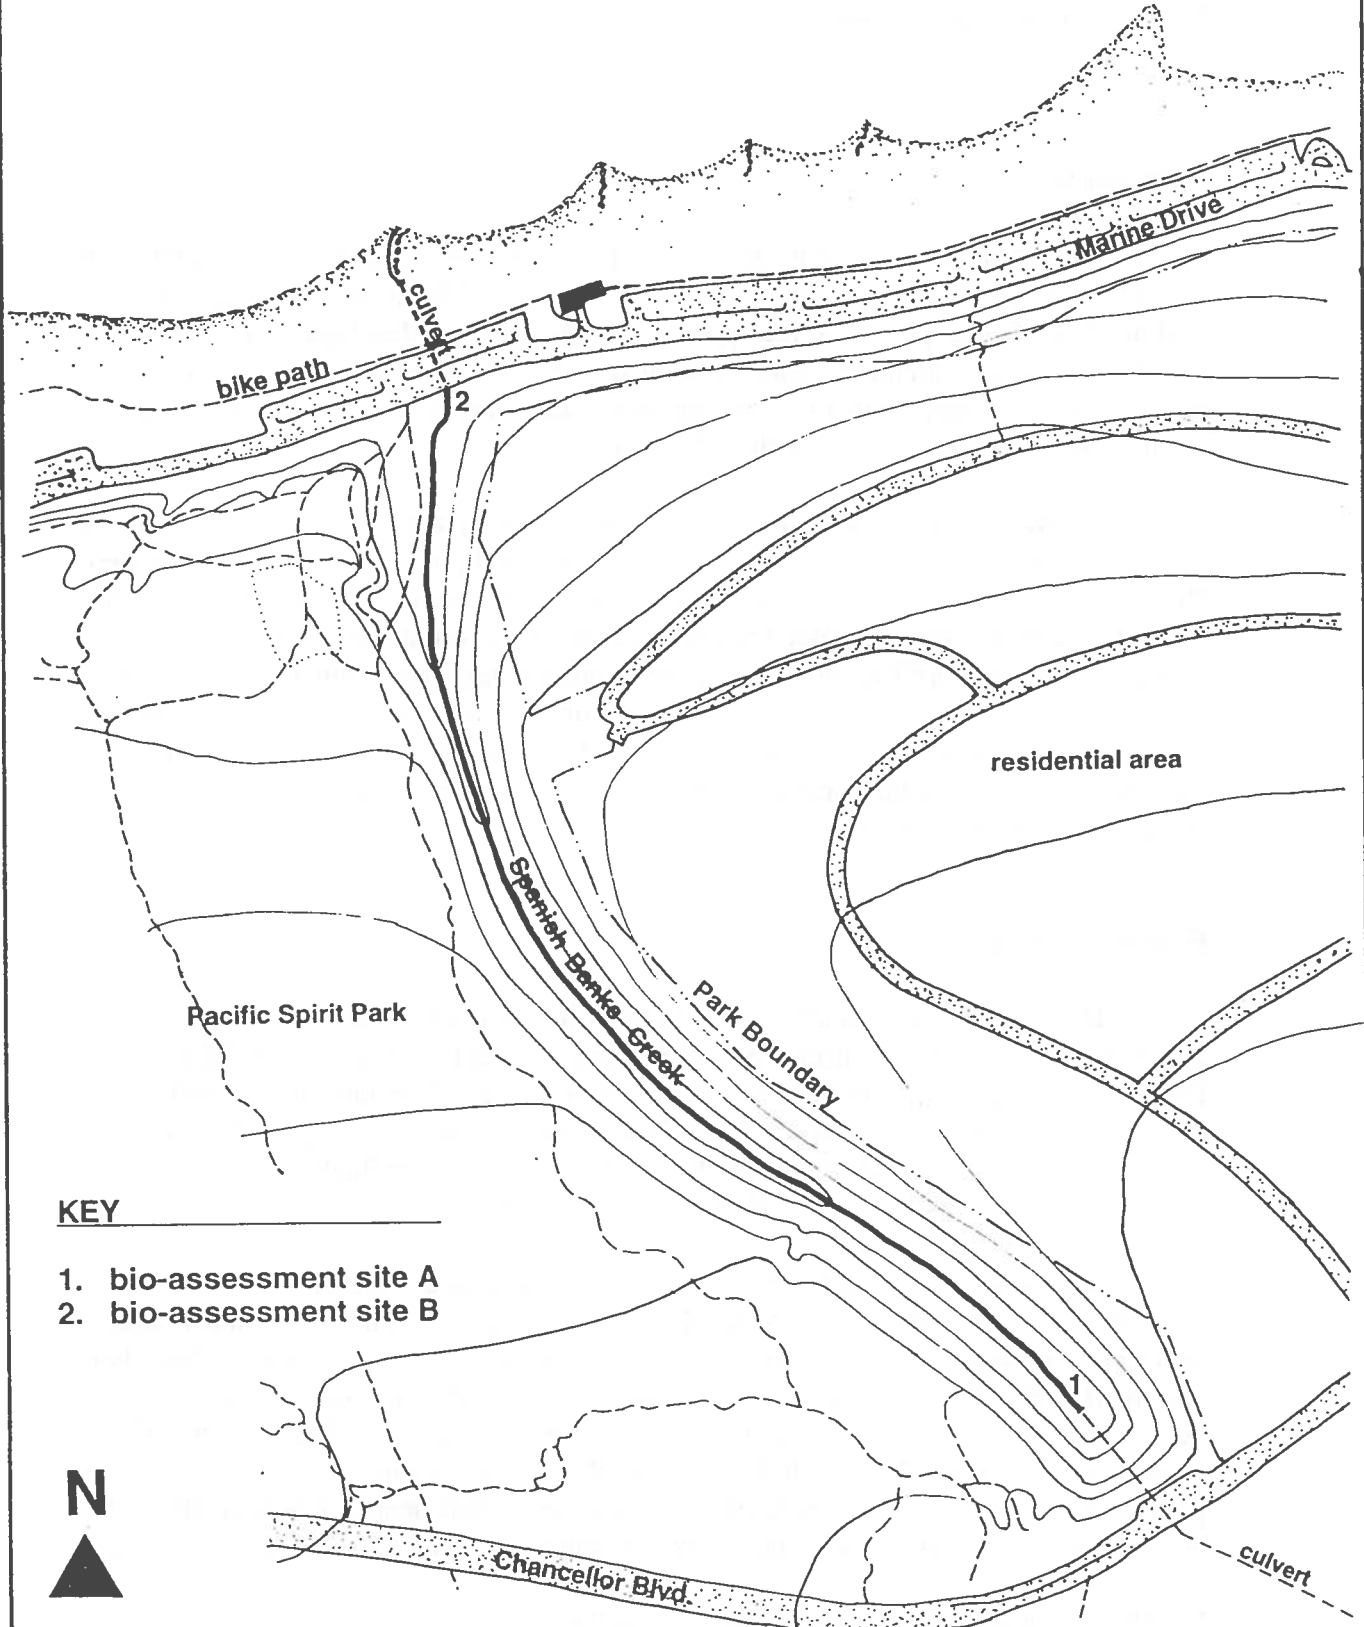 Marine Drive
culvert
bike path
2
residential area
Spanish Banks Creek
Park Boundary
Pacific Spirit Park
KEY
1. bio-assessment site A
2. bio-assessment site B
1
N
Chancellor Blvd.
culvert